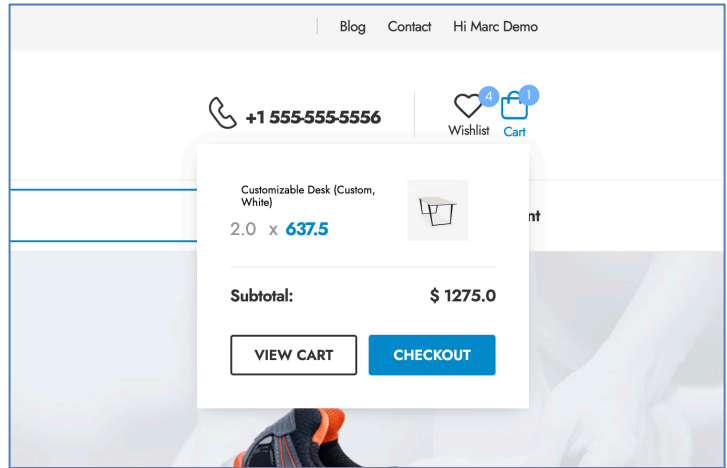 Blog Contact Hi Marc Demo
+1 555-555-5556
4
1
Wishlist Cart
Customizable Desk (Custom,
White)
2.0 x 637.5
nt
Subtotal: $ 1275.0
VIEW CART CHECKOUT